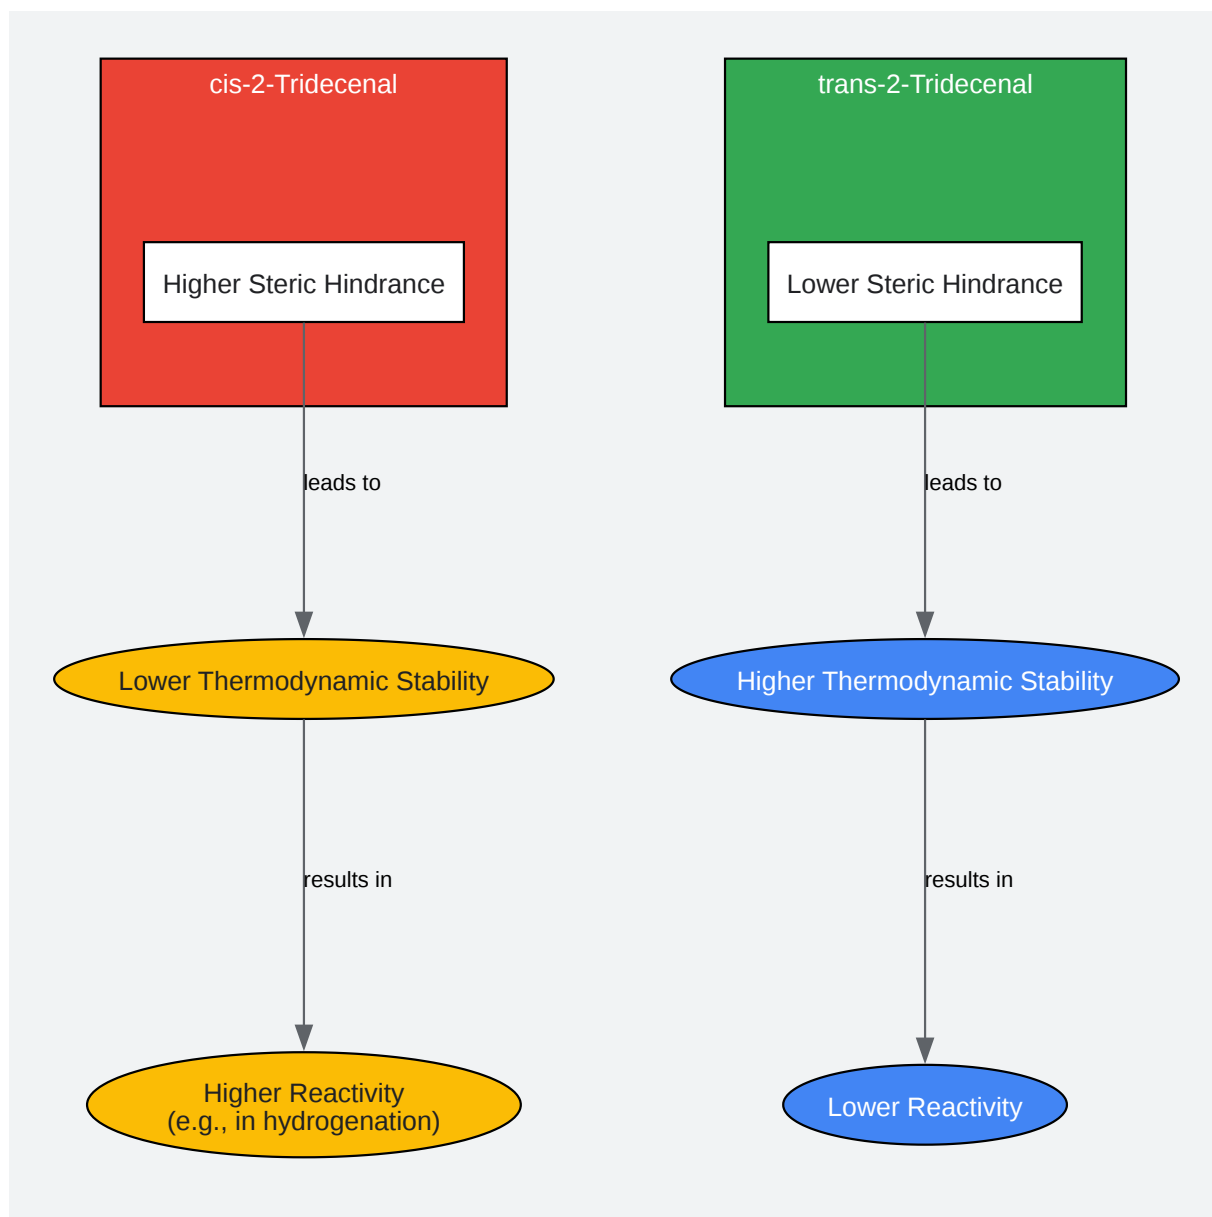 cis-2-Tridecenal
trans-2-Tridecenal
Higher Steric Hindrance
Lower Steric Hindrance
leads to
leads to
Lower Thermodynamic Stability
Higher Thermodynamic Stability
results in
results in
Higher Reactivity
(e.g., in hydrogenation)
Lower Reactivity